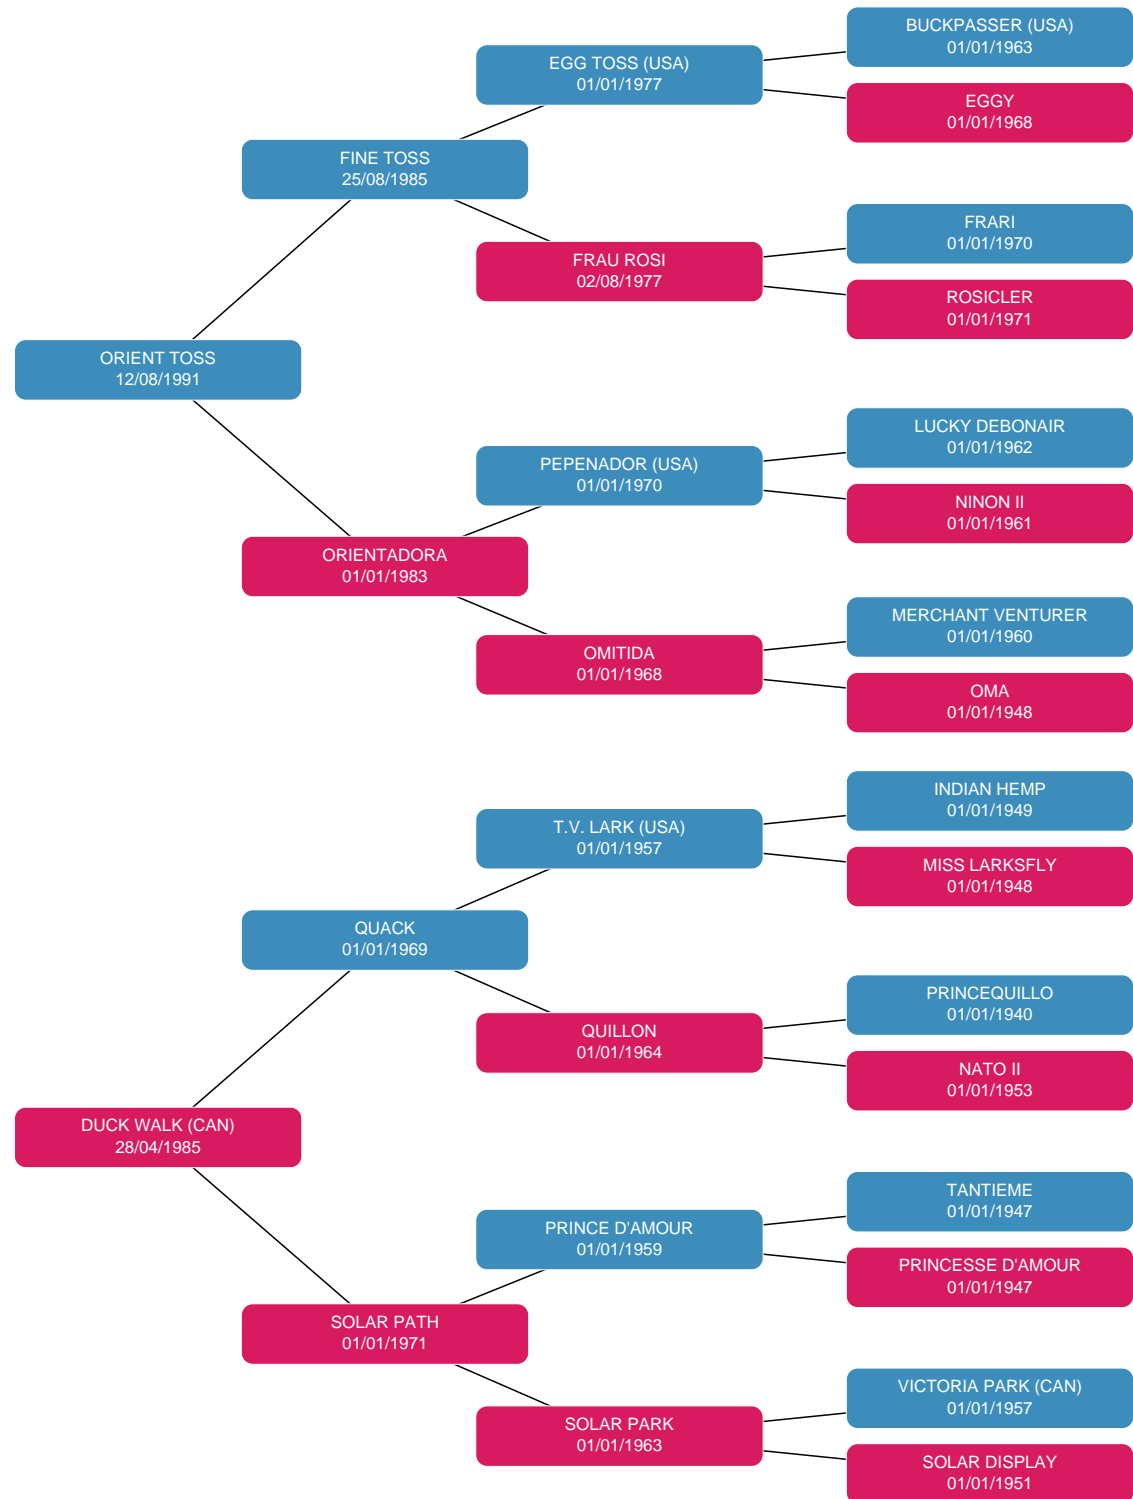 BUCKPASSER (USA)
01/01/1963
EGG TOSS (USA)
01/01/1977
EGGY
01/01/1968
FINE TOSS
25/08/1985
FRARI
01/01/1970
FRAU ROSI
02/08/1977
ROSICLER
01/01/1971
ORIENT TOSS
12/08/1991
LUCKY DEBONAIR
01/01/1962
PEPENADOR (USA)
01/01/1970
NINON II
01/01/1961
ORIENTADORA
01/01/1983
MERCHANT VENTURER
01/01/1960
OMITIDA
01/01/1968
OMA
01/01/1948
INDIAN HEMP
01/01/1949
T.V. LARK (USA)
01/01/1957
MISS LARKSFLY
01/01/1948
QUACK
01/01/1969
PRINCEQUILLO
01/01/1940
QUILLON
01/01/1964
NATO II
01/01/1953
DUCK WALK (CAN)
28/04/1985
TANTIEME
01/01/1947
PRINCE D'AMOUR
01/01/1959
PRINCESSE D'AMOUR
01/01/1947
SOLAR PATH
01/01/1971
VICTORIA PARK (CAN)
01/01/1957
SOLAR PARK
01/01/1963
SOLAR DISPLAY
01/01/1951